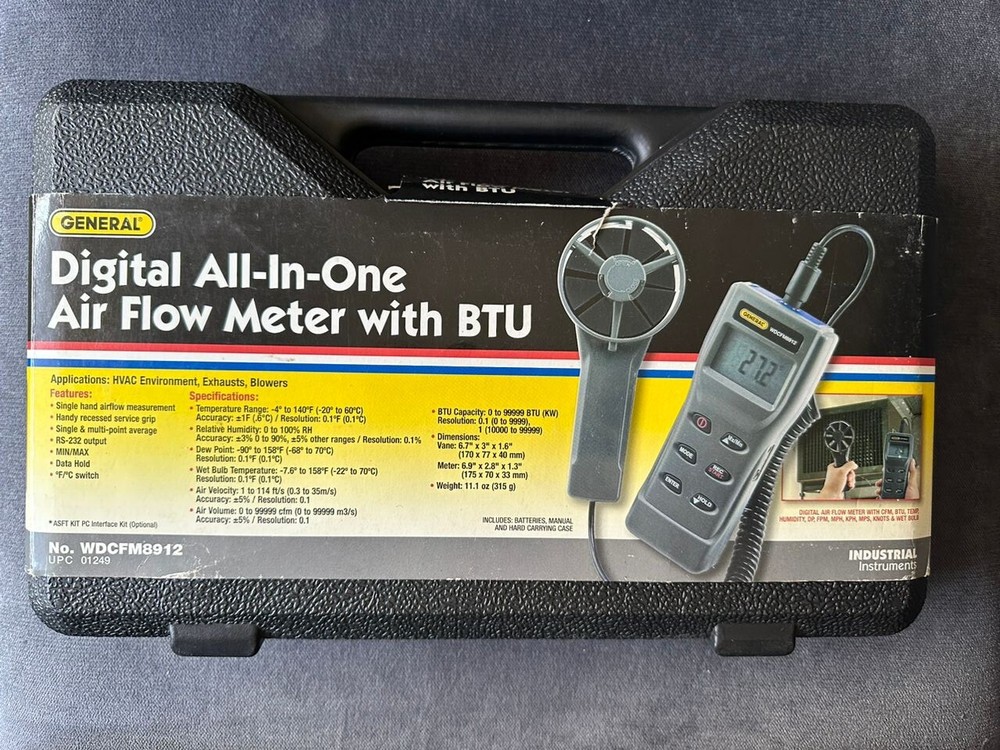 Air Flow
with BTU
GENERAL®
Digital All-In-One
Air Flow Meter with BTU
Applications: HVAC Environment, Exhausts, Blowers
Features:
• Single hand airflow measurement
• Handy recessed service grip
• Single & multi-point average
• RS-232 output
• MIN/MAX
• Data Hold
• °F/°C switch
* ASFT KIT PC Interface Kit (Optional)
Specifications:
• Temperature Range: -4° to 140°F (-20° to 60°C)
Accuracy: ±1F (.6°C) / Resolution: 0.1°F (0.1°C)
• Relative Humidity: 0 to 100% RH
Accuracy: ±3% 0 to 90%, ±5% other ranges / Resolution: 0.1%
• Dew Point: -90° to 158°F (-68° to 70°C)
Resolution: 0.1°F (0.1°C)
• Wet Bulb Temperature: -7.6° to 158°F (-22° to 70°C)
Resolution: 0.1°F (0.1°C)
• Air Velocity: 1 to 114 ft/s (0.3 to 35m/s)
Accuracy: ±5% / Resolution: 0.1
• Air Volume: 0 to 99999 cfm (0 to 99999 m3/s)
Accuracy: ±5% / Resolution: 0.1
• BTU Capacity: 0 to 99999 BTU (KW)
Resolution: 0.1 (0 to 9999),
1 (10000 to 99999)
• Dimensions:
Vane: 6.7" x 3" x 1.6"
(170 x 77 x 40 mm)
Meter: 6.9" x 2.8" x 1.3"
(175 x 70 x 33 mm)
• Weight: 11.1 oz (315 g)
INCLUDES: BATTERIES, MANUAL
AND HARD CARRYING CASE
GENERAL WDCFM8912
27.2
Max/Min
MODE
REC
ENTER
HOLD
DIGITAL AIR FLOW METER WITH CFM, BTU, TEMP,
HUMIDITY, DP, FPM, MPH, KPH, MPS, KNOTS & WET BULB
No. WDCFM8912
UPC 01249
INDUSTRIAL
Instruments